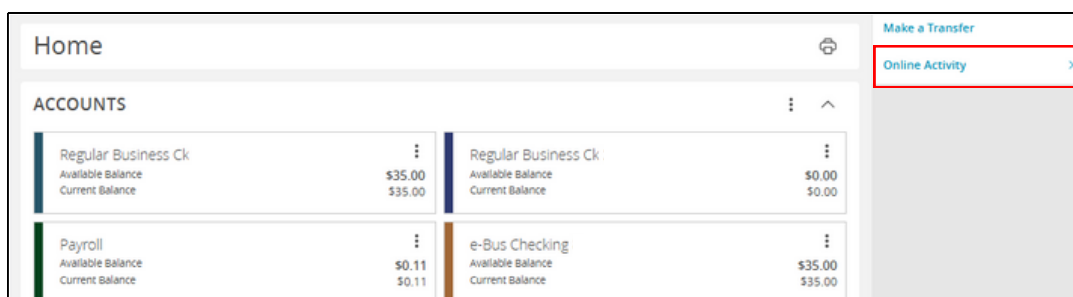 Home
Make a Transfer
Online Activity
ACCOUNTS
Regular Business Ck
Available Balance $35.00
Current Balance $35.00
Regular Business Ck
Available Balance $0.00
Current Balance $0.00
Payroll
Available Balance $0.11
Current Balance $0.11
e-Bus Checking
Available Balance $35.00
Current Balance $35.00